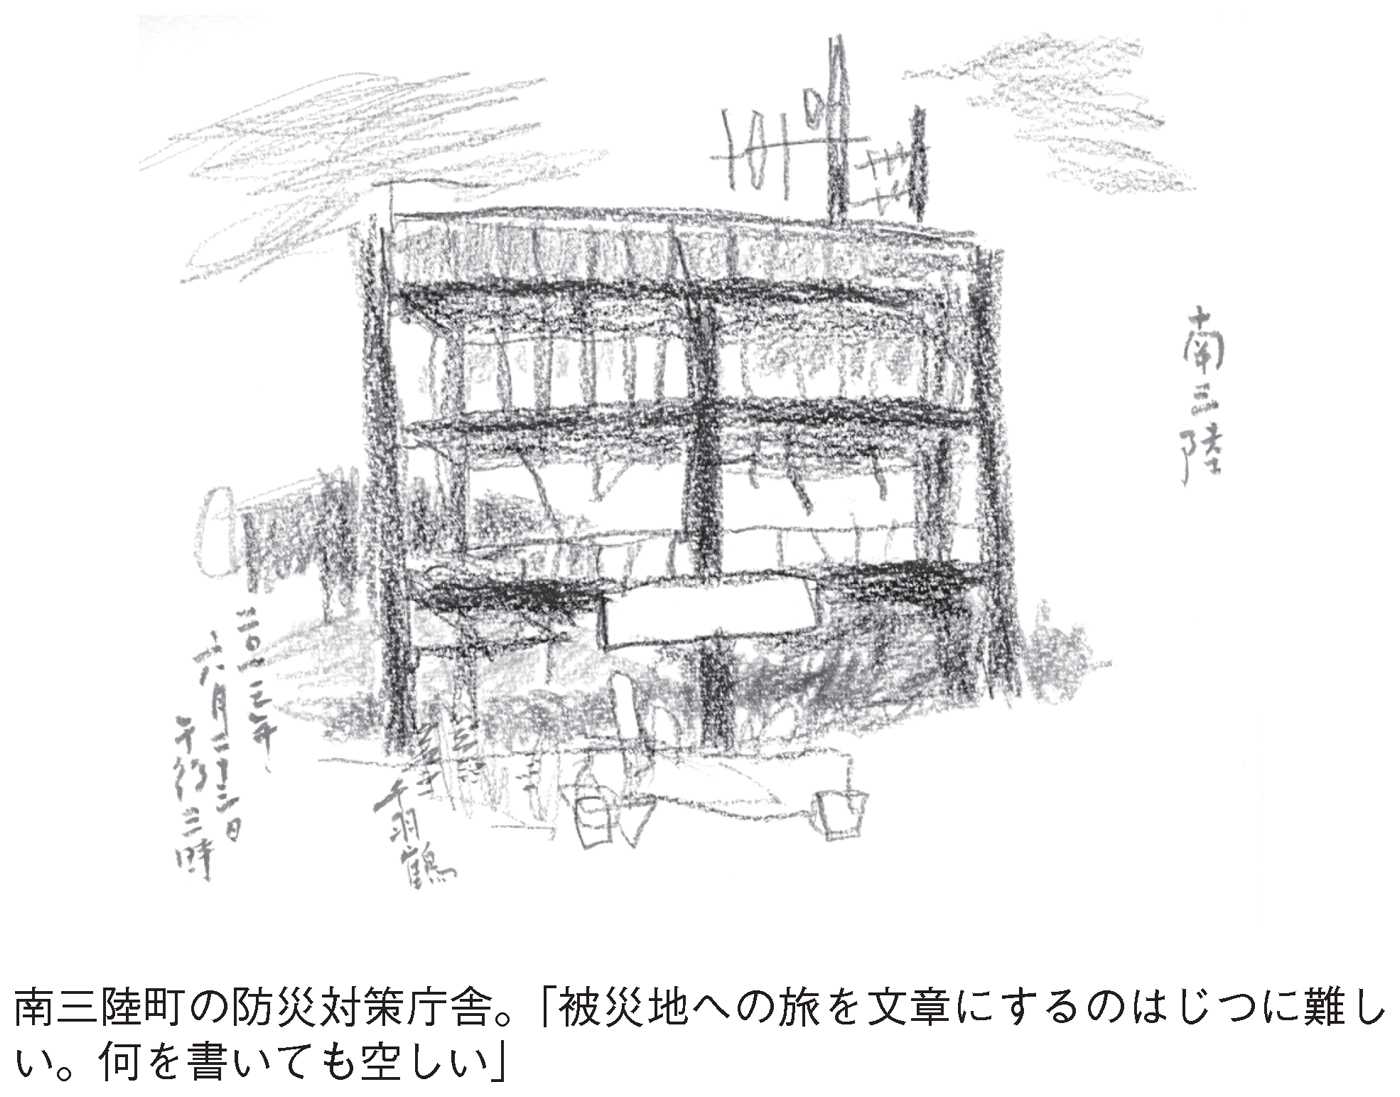 南三陸
二〇一三年
六月二十三日
午後三時
千羽鶴
南三陸町の防災対策庁舎。「被災地への旅を文章にするのはじつに難し
い。何を書いても空しい」